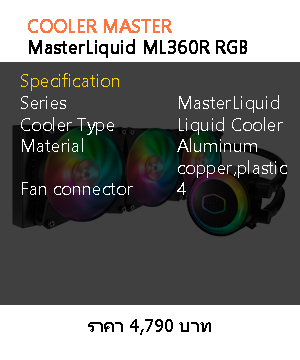 COOLER MASTER
MasterLiquid ML360R RGB
Specification
Series MasterLiquid
Cooler Type Liquid Cooler
Material Aluminum
copper,plastic
Fan connector 4
ราคา 4,790 บาท